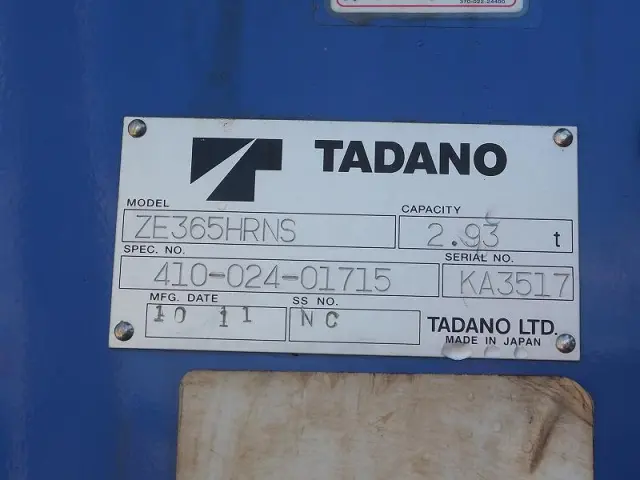 TADANO
MODEL
ZE365HRNS
CAPACITY
2.93 t
SPEC. NO.
410-024-01715
SERIAL NO.
KA3517
MFG. DATE
10 11
SS NO.
NC
TADANO LTD.
MADE IN JAPAN